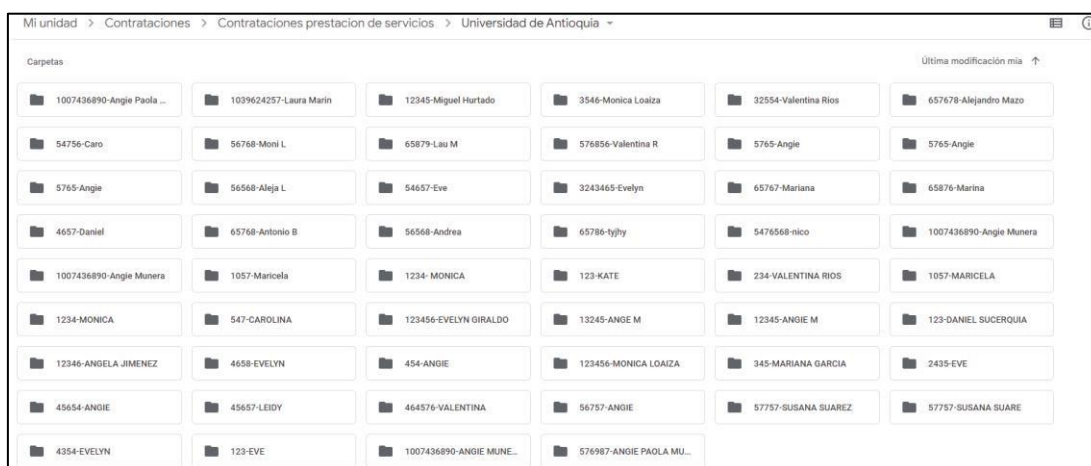 Mi unidad > Contrataciones > Contrataciones prestacion de servicios > Universidad de Antioquia
Carpetas Última modificación mía ↑
1007436890-Angie Paola ... 1039624257-Laura Marin 12345-Miguel Hurtado 3546-Monica Loaiza 32554-Valentina Rios 657678-Alejandro Mazo
54756-Caro 56768-Moni L 65879-Lau M 576856-Valentina R 5765-Angie 5765-Angie
5765-Angie 56568-Aleja L 54657-Eve 3243465-Evelyn 65767-Mariana 65876-Marina
4657-Daniel 65768-Antonio B 56568-Andrea 65786-tyjhy 5476568-nico 1007436890-Angie Munera
1007436890-Angie Munera 1057-Maricela 1234- MONICA 123-KATE 234-VALENTINA RIOS 1057-MARICELA
1234-MONICA 547-CAROLINA 123456-EVELYN GIRALDO 13245-ANGE M 12345-ANGIE M 123-DANIEL SUCERQUIA
12346-ANGELA JIMENEZ 4658-EVELYN 454-ANGIE 123456-MONICA LOAIZA 345-MARIANA GARCIA 2435-EVE
45654-ANGIE 45657-LEIDY 464576-VALENTINA 56757-ANGIE 57757-SUSANA SUAREZ 57757-SUSANA SUARE
4354-EVELYN 123-EVE 1007436890-ANGIE MUNE... 576987-ANGIE PAOLA MU...